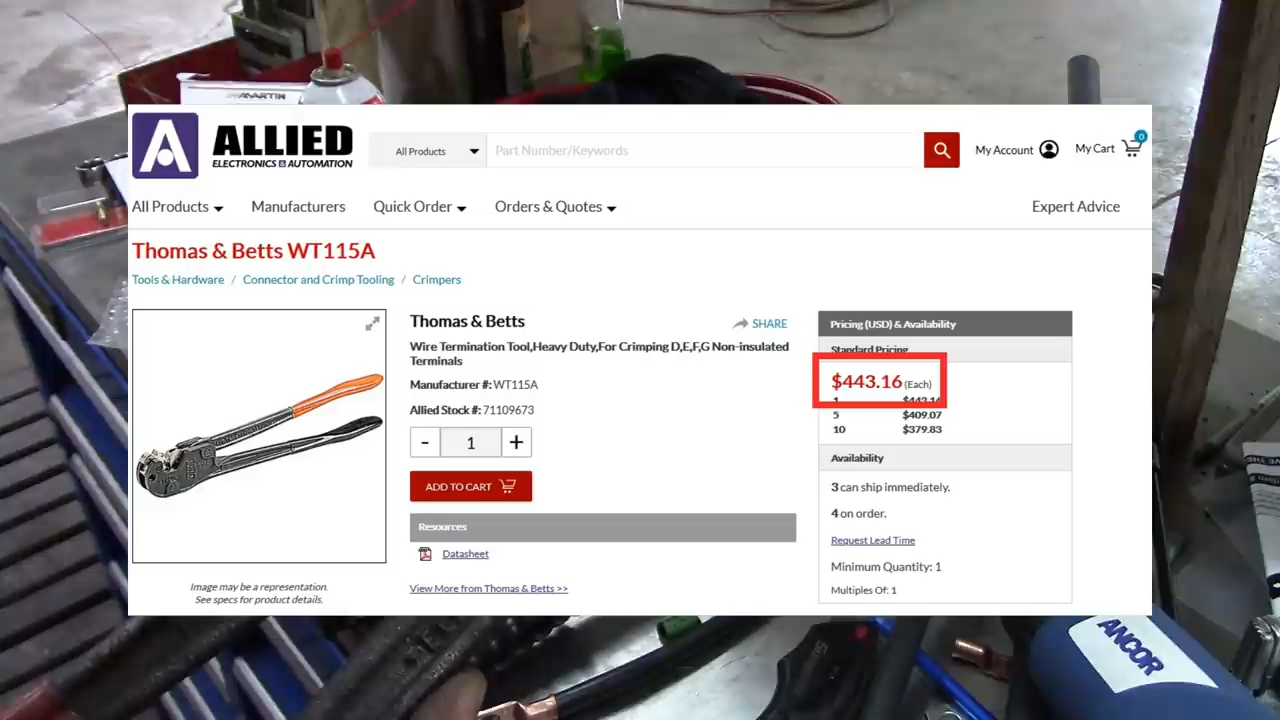 MARTIN
ALLIED
ELECTRONICS & AUTOMATION
All Products
Part Number/Keywords
My Account
My Cart
0
All Products
Manufacturers
Quick Order
Orders & Quotes
Expert Advice
Thomas & Betts WT115A
Tools & Hardware / Connector and Crimp Tooling / Crimpers
Thomas & Betts
SHARE
Wire Termination Tool,Heavy Duty,For Crimping D,E,F,G Non-insulated
Terminals
Manufacturer #: WT115A
Allied Stock #: 71109673
- 1 +
ADD TO CART
Resources
Datasheet
View More from Thomas & Betts >>
Image may be a representation.
See specs for product details.
Pricing (USD) & Availability
Standard Pricing
$443.16 (Each)
1 $443.16
5 $409.07
10 $379.83
Availability
3 can ship immediately.
4 on order.
Request Lead Time
Minimum Quantity: 1
Multiples Of: 1
ANCOR